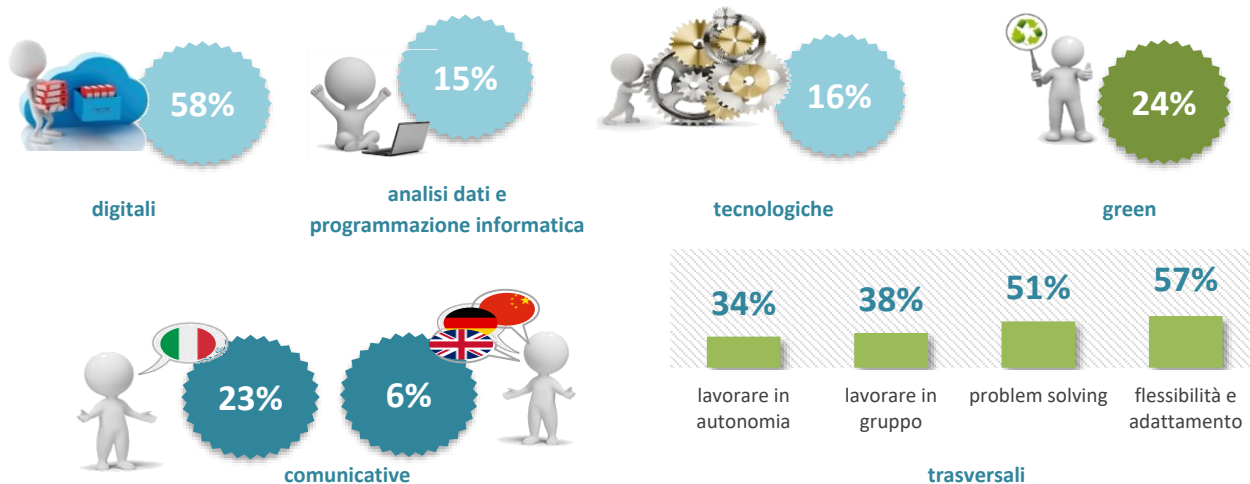 58%
15%
16%
24%
digitali
analisi dati e
programmazione informatica
tecnologiche
green
23%
6%
comunicative
34%
38%
51%
57%
lavorare in
autonomia
lavorare in
gruppo
problem solving
flessibilità e
adattamento
trasversali